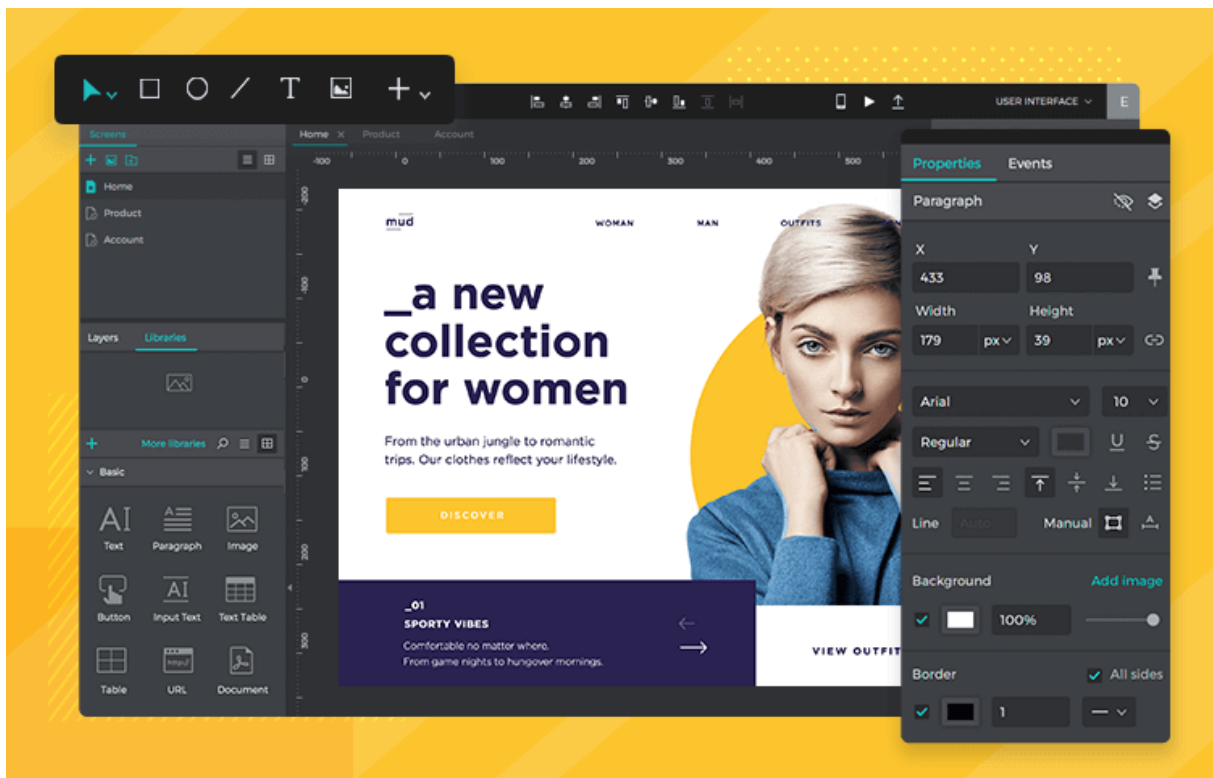 T
USER INTERFACE
E
Screens
Home
Product
Account
Home
Product
Account
-100
0
100
200
300
400
500
-200
-100
0
100
200
300
Layers
Libraries
More libraries
Basic
AI
Text
A
Paragraph
Image
Button
AI
Input Text
Text Table
Table
http://
URL
Document
mud
WOMAN
MAN
OUTFITS
_a new
collection
for women
From the urban jungle to romantic
trips. Our clothes reflect your lifestyle.
DISCOVER
_01
SPORTY VIBES
Comfortable no matter where.
From game nights to hungover mornings.
VIEW OUTFIT
Properties
Events
Paragraph
X
Y
433
98
Width
Height
179
px
39
px
Arial
10
Regular
U
S
Line
Auto
Manual
A
Background
Add image
100%
Border
All sides
1